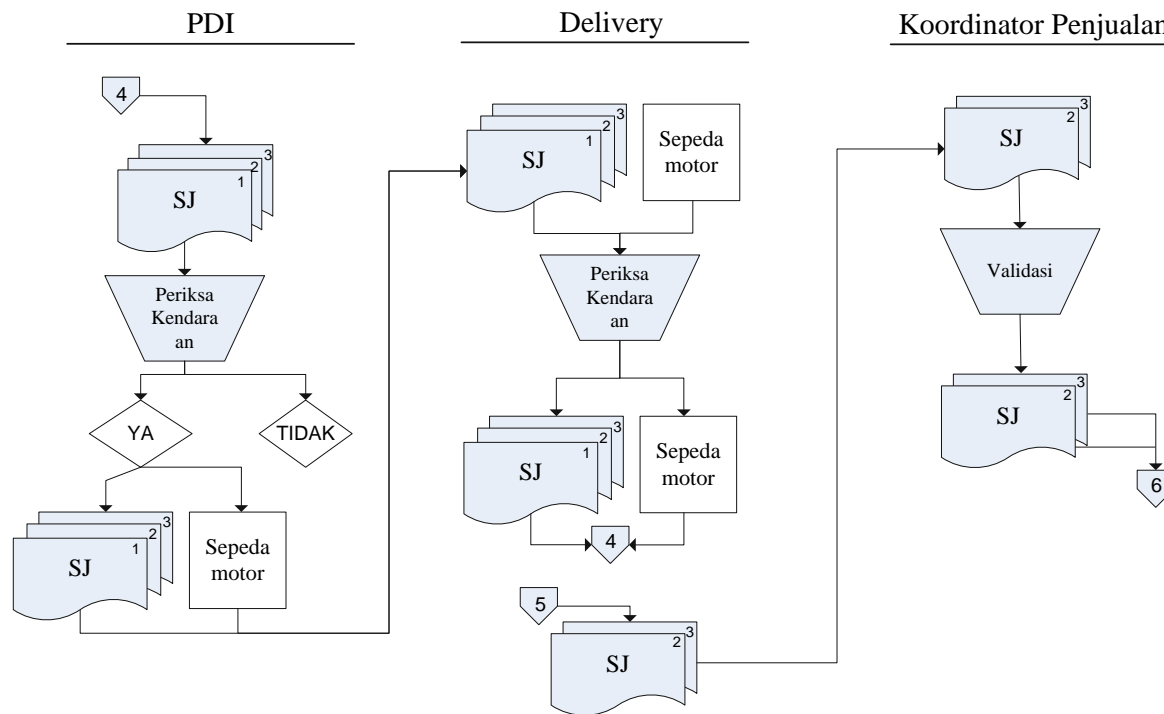 PDI
4
3
2
1
SJ
Periksa
Kendara
an
YA
TIDAK
3
2
1
SJ
Sepeda
motor
Delivery
3
2
1
SJ
Sepeda
motor
Periksa
Kendara
an
3
2
1
SJ
Sepeda
motor
4
5
3
2
SJ
Koordinator Penjualan
3
2
SJ
Validasi
3
2
SJ
6